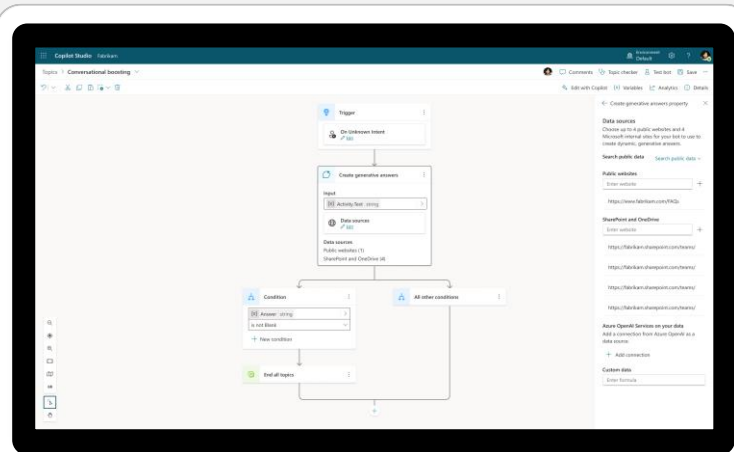 Copilot Studio Fabrikam
Environment
Default
?
Topics > Conversational boosting
Comments Topic checker Test bot Save
Edit with Copilot {x} Variables Analytics Details
Trigger
On Unknown Intent
Edit
Create generative answers
Input
{x} Activity.Text string
Data sources
Edit
Data sources
Public websites (1)
SharePoint and OneDrive (4)
Condition
{x} Answer string
is not Blank
+ New condition
All other conditions
End all topics
Create generative answers property
Data sources
Choose up to 4 public websites and 4
Microsoft internal sites for your bot to use to
create dynamic, generative answers.
Search public data Search public data
Public websites
Enter website
https://www.fabrikam.com/FAQs
SharePoint and OneDrive
Enter website
https://fabrikam.sharepoint.com/teams/
https://fabrikam.sharepoint.com/teams/
https://fabrikam.sharepoint.com/teams/
https://fabrikam.sharepoint.com/teams/
Azure OpenAI Services on your data
Add a connection from Azure OpenAI as a
data source
+ Add connection
Custom data
Enter formula